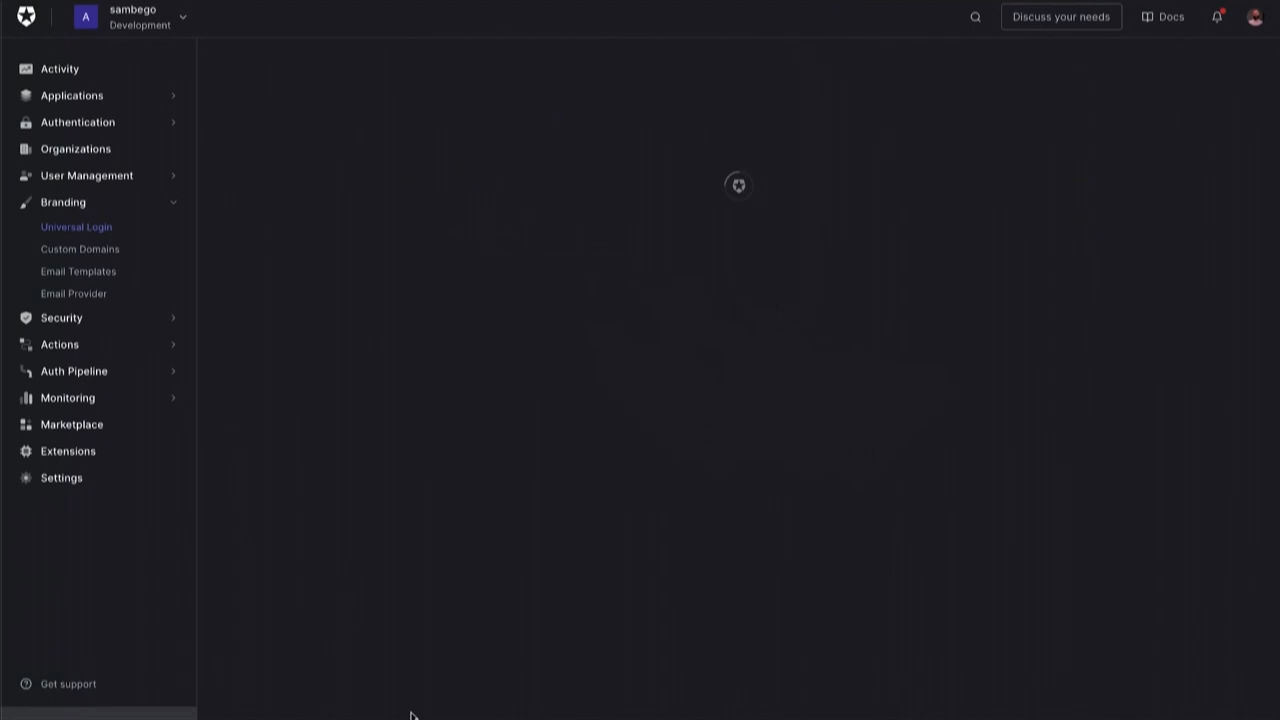 A
sambego
Development
Discuss your needs
Docs
Activity
Applications
Authentication
Organizations
User Management
Branding
Universal Login
Custom Domains
Email Templates
Email Provider
Security
Actions
Auth Pipeline
Monitoring
Marketplace
Extensions
Settings
Get support